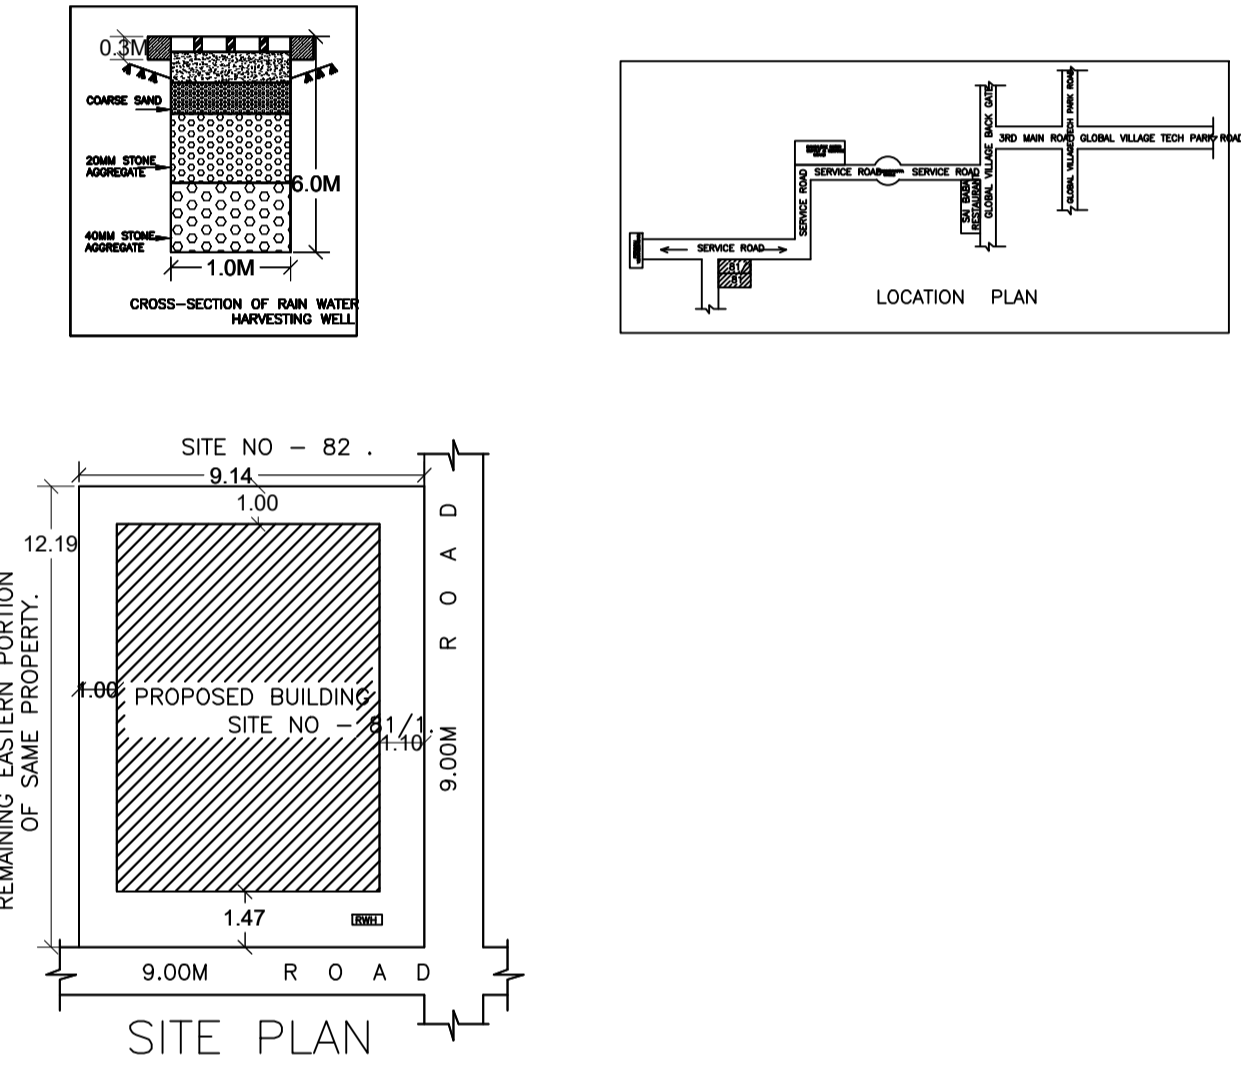 0.3M
COARSE SAND
20MM STONE
AGGREGATE
6.0M
40MM STONE
AGGREGATE
1.0M
CROSS-SECTION OF RAIN WATER
HARVESTING WELL
GLOBAL VILLAGE BACK GATE
GLOBAL VILLAGE TECH PARK ROAD
3RD MAIN ROAD GLOBAL VILLAGE TECH PARK ROAD
SERVICE ROAD
SERVICE ROAD
SERVICE ROAD
SAI BABA
RESTAURANT
SERVICE ROAD
81/
81
LOCATION PLAN
SITE NO - 82 .
9.14
1.00
12.19
REMAINING EASTERN PORTION
OF SAME PROPERTY.
1.00
PROPOSED BUILDING
SITE NO - 81/1.
1.10
9.00M ROAD
1.47
RWH
9.00M ROAD
SITE PLAN